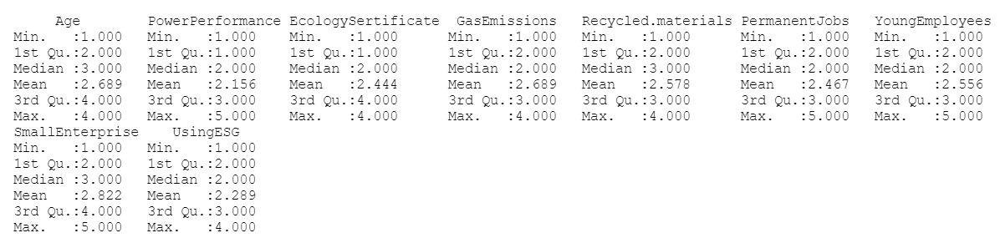 Age PowerPerformance EcologySertificate GasEmissions Recycled.materials PermanentJobs YoungEmployees
Min. :1.000 Min. :1.000 Min. :1.000 Min. :1.000 Min. :1.000 Min. :1.000 Min. :1.000
1st Qu.:2.000 1st Qu.:1.000 1st Qu.:1.000 1st Qu.:2.000 1st Qu.:2.000 1st Qu.:2.000 1st Qu.:2.000
Median :3.000 Median :2.000 Median :2.000 Median :2.000 Median :3.000 Median :2.000 Median :2.000
Mean :2.689 Mean :2.156 Mean :2.444 Mean :2.689 Mean :2.578 Mean :2.467 Mean :2.556
3rd Qu.:4.000 3rd Qu.:3.000 3rd Qu.:4.000 3rd Qu.:3.000 3rd Qu.:3.000 3rd Qu.:3.000 3rd Qu.:3.000
Max. :4.000 Max. :5.000 Max. :4.000 Max. :4.000 Max. :4.000 Max. :5.000 Max. :5.000
SmallEnterprise UsingESG
Min. :1.000 Min. :1.000
1st Qu.:2.000 1st Qu.:2.000
Median :3.000 Median :2.000
Mean :2.822 Mean :2.289
3rd Qu.:4.000 3rd Qu.:3.000
Max. :5.000 Max. :4.000